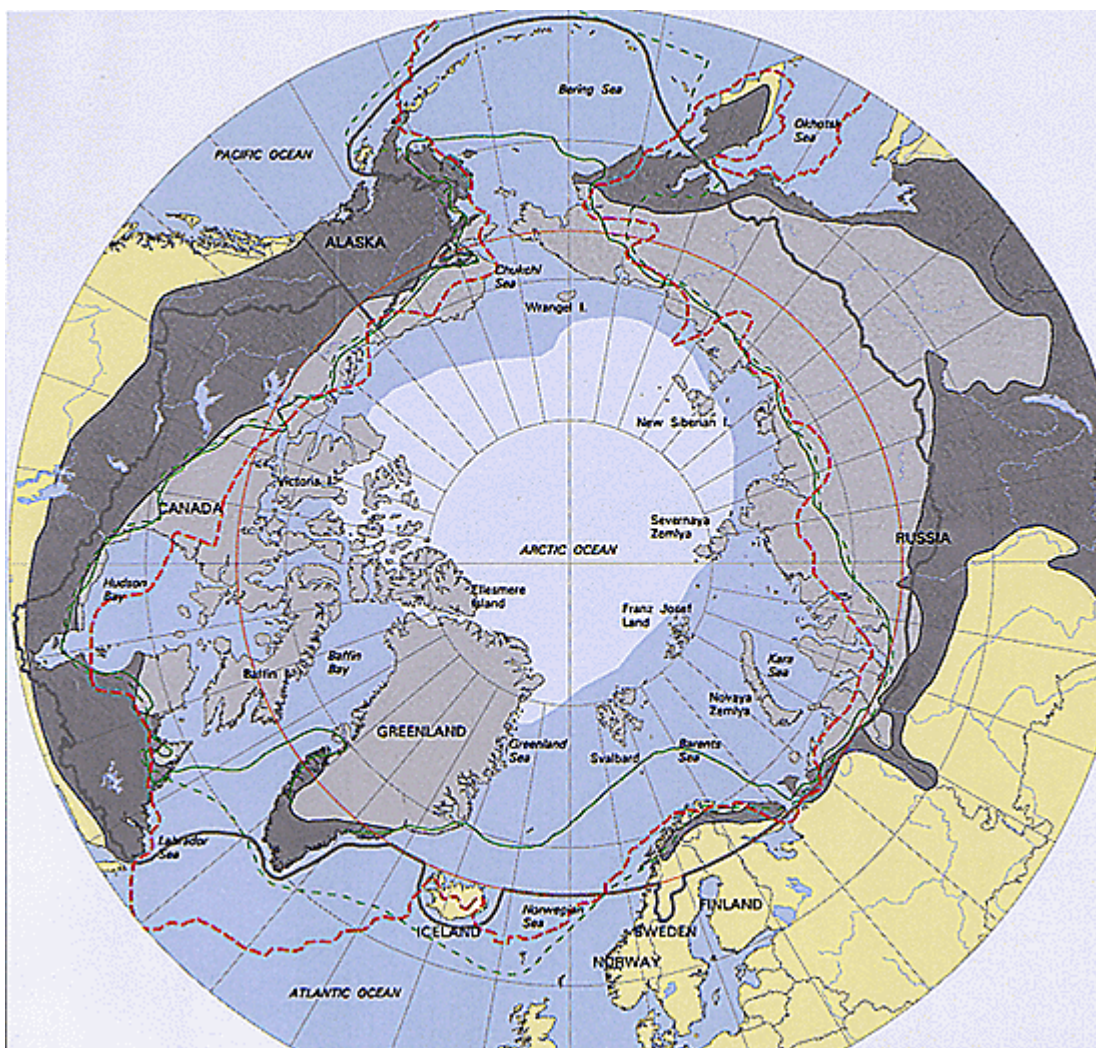 Bering Sea
Okhotsk
Sea
PACIFIC OCEAN
ALASKA
Chukchi
Sea
Wrangel I.
New Siberian I.
Victoria I.
CANADA
Severnaya
Zemlya
ARCTIC OCEAN
RUSSIA
Hudson
Bay
Ellesmere
Island
Franz Josef
Land
Baffin
Bay
Baffin I.
Kara
Sea
Novaya
Zemlya
GREENLAND
Greenland
Sea
Svalbard
Barents
Sea
Labrador
Sea
Norwegian
Sea
ICELAND
FINLAND
SWEDEN
NORWAY
ATLANTIC OCEAN